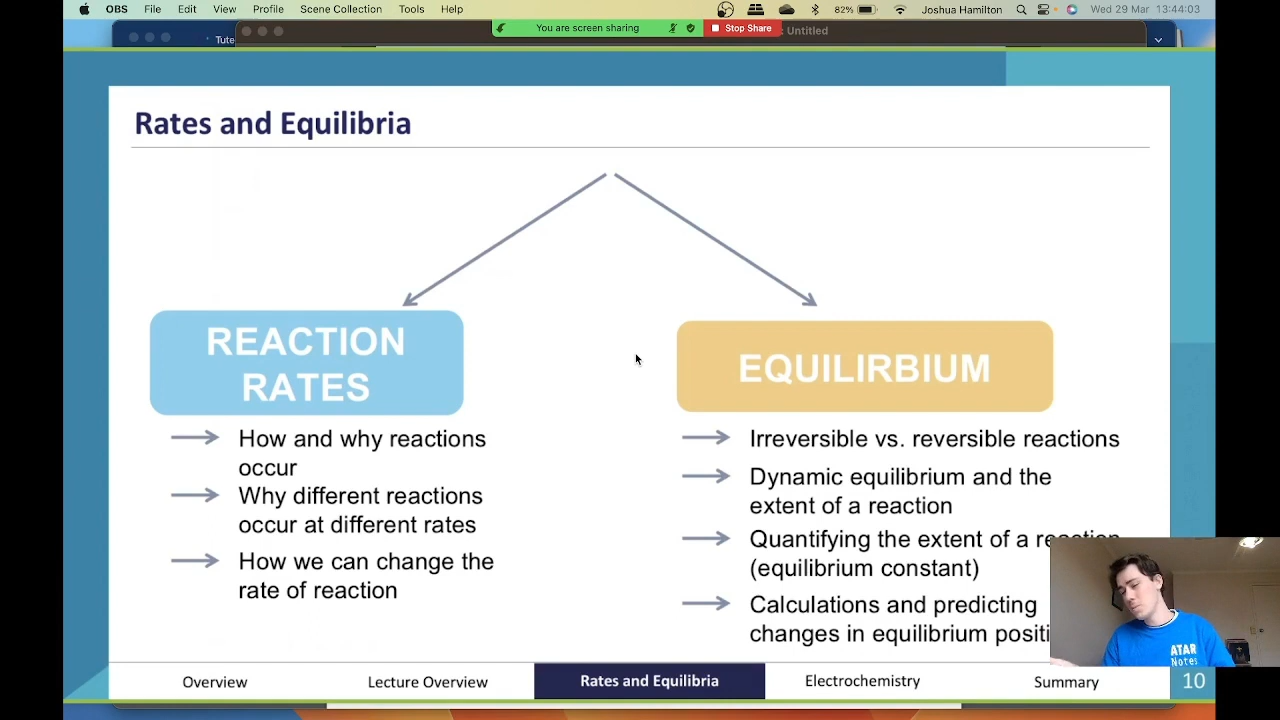 OBS File Edit View Profile Scene Collection Tools Help 82% Joshua Hamilton Wed 29 Mar 13:44:03
You are screen sharing Stop Share
Tute : Untitled
Rates and Equilibria
REACTION
RATES
EQUILIRBIUM
How and why reactions
occur
Why different reactions
occur at different rates
How we can change the
rate of reaction
Irreversible vs. reversible reactions
Dynamic equilibrium and the
extent of a reaction
Quantifying the extent of a reaction
(equilibrium constant)
Calculations and predicting
changes in equilibrium positi
ATAR
Notes
Overview Lecture Overview Rates and Equilibria Electrochemistry Summary 10